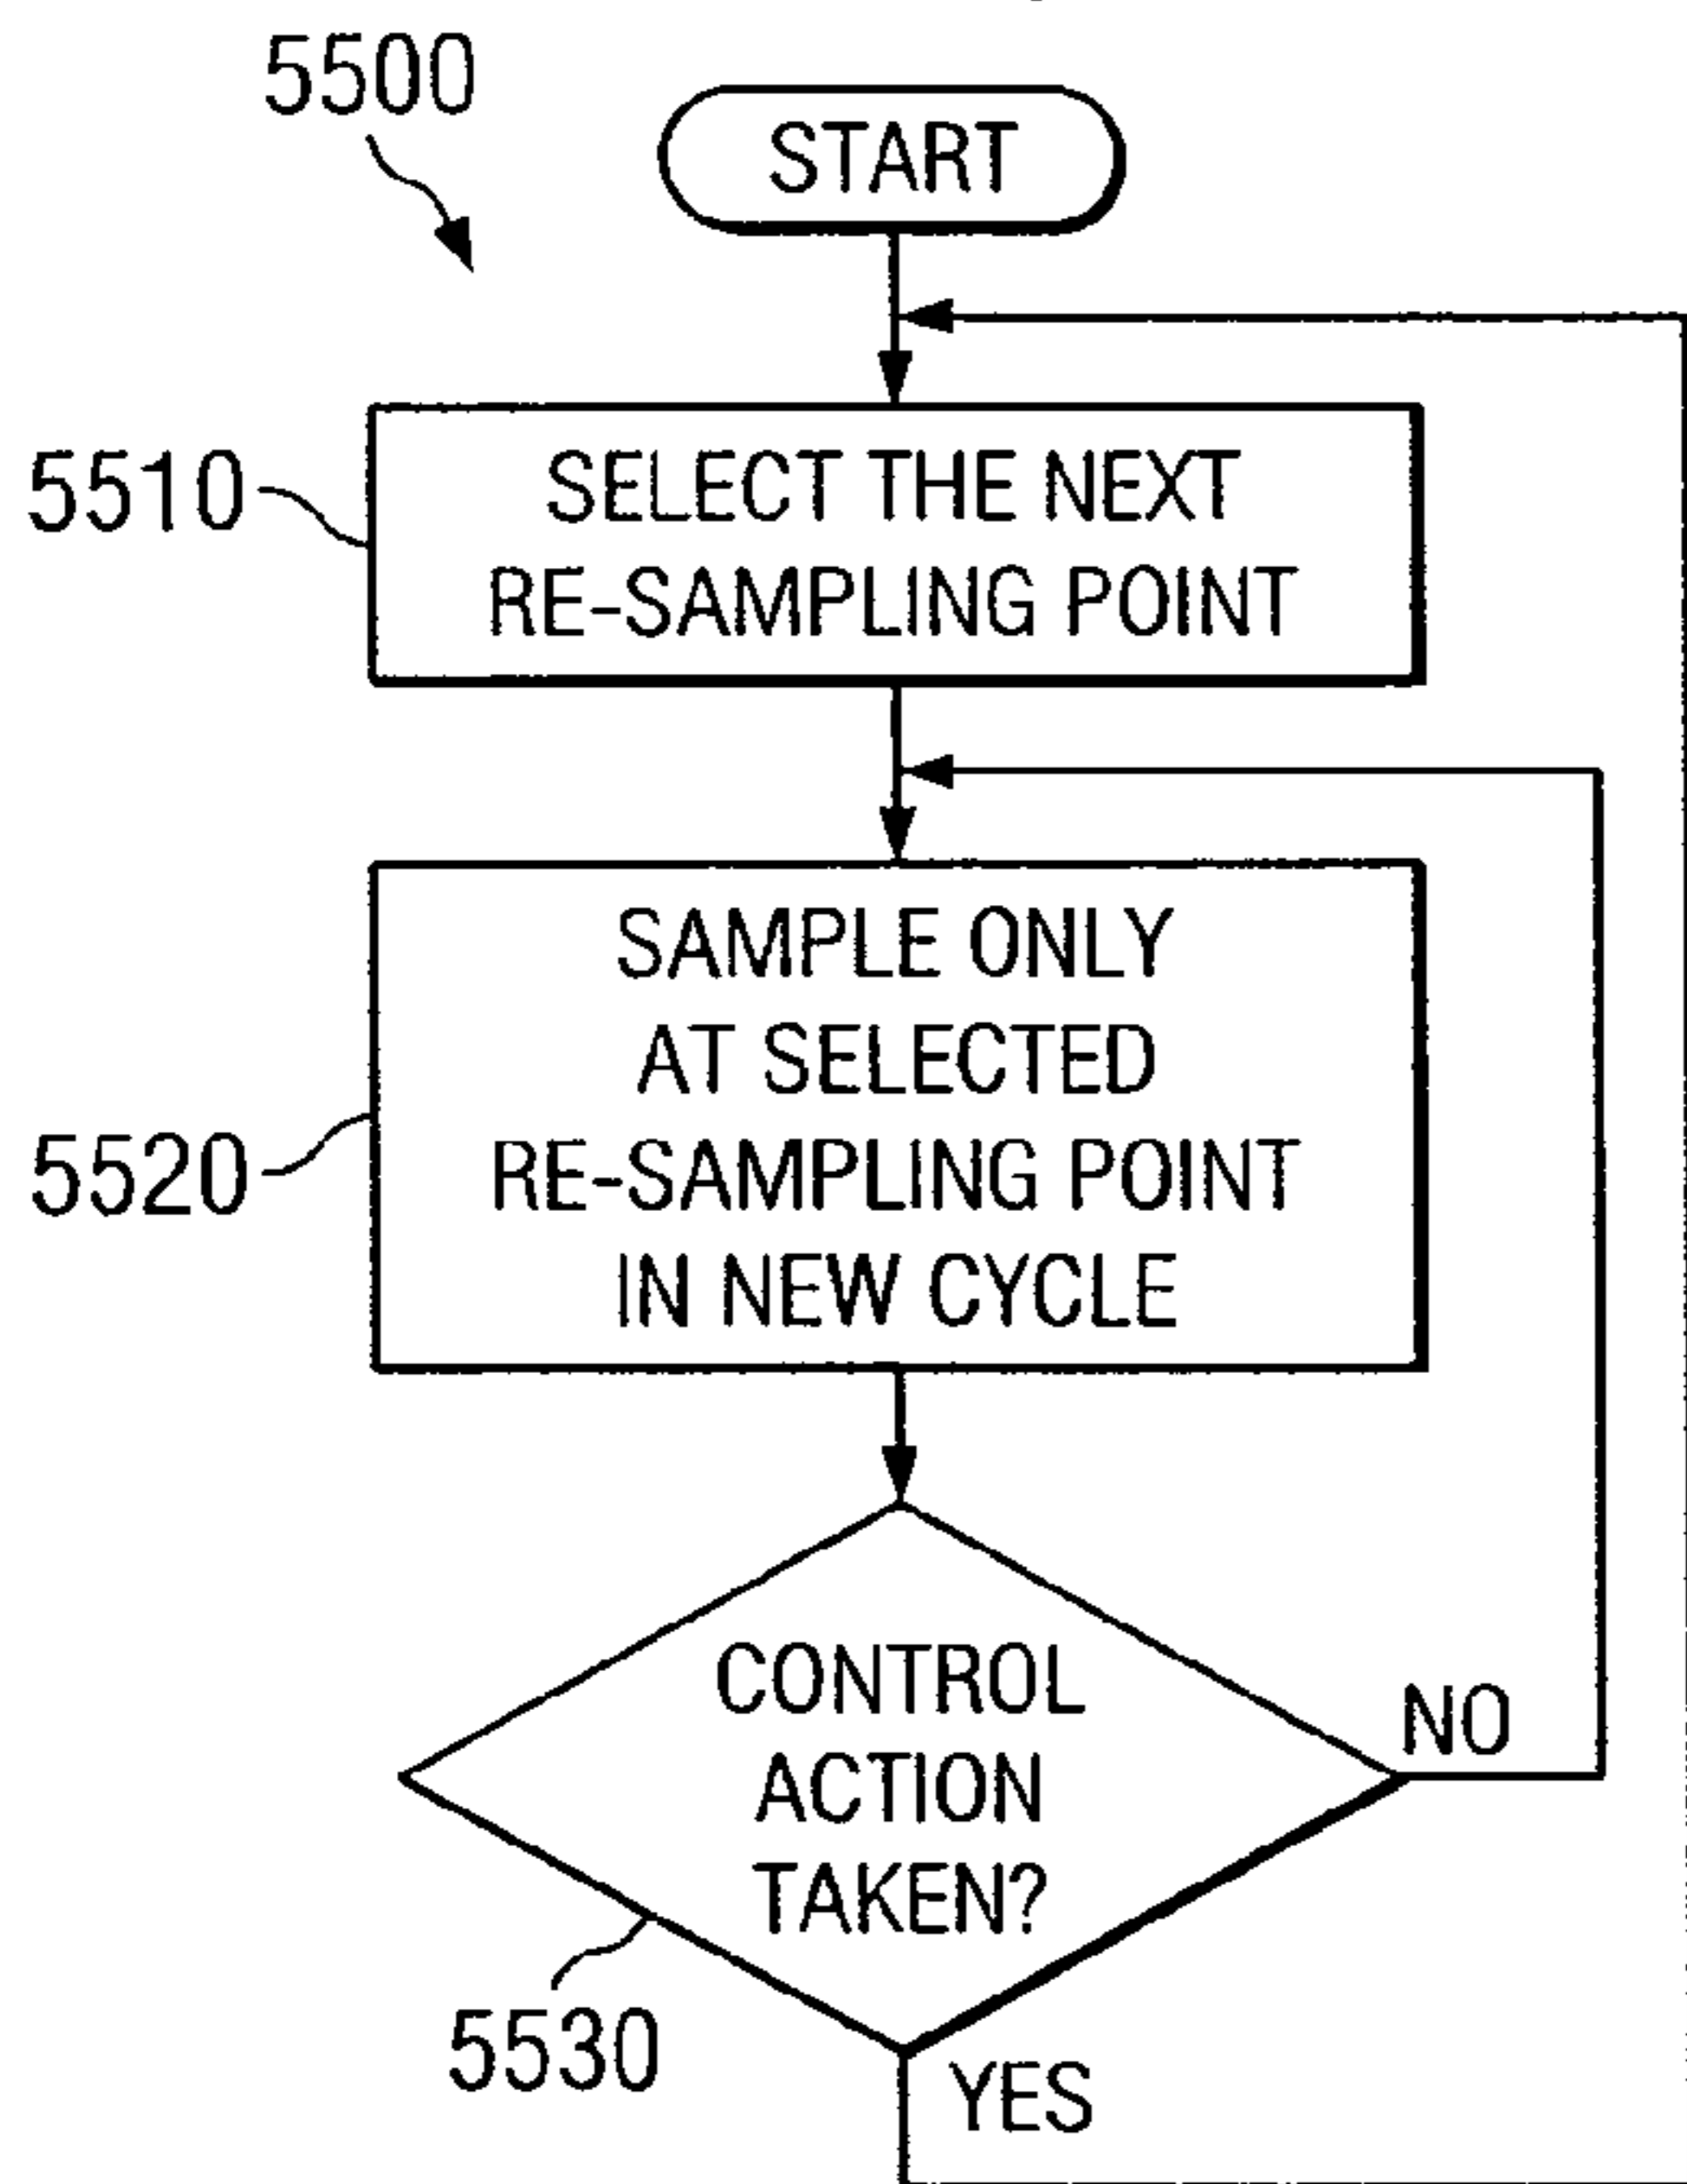 5500
START
5510
SELECT THE NEXT
RE-SAMPLING POINT
SAMPLE ONLY
AT SELECTED
RE-SAMPLING POINT
IN NEW CYCLE
5520
CONTROL
ACTION
TAKEN?
NO
5530
YES